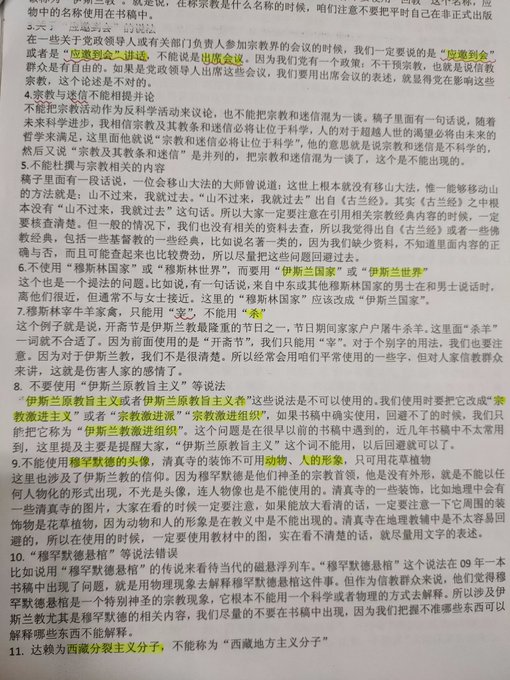 物中的名称使用在书稿中。
在一些关于党政领导人或有关部门负责人参加宗教界的会议的时候，我们一定要说的是“应邀到会”
或者是“应邀到会”讲话，不能说是出席会议。因为我们党有一个政策：不干预宗教，也就是说信教
群众是有自由的。如果是党政领导人出席这些会议，我们要用出席会议的表述，就显得党在影响这些
宗教，这个论述是不对的。
4.宗教与迷信不能相提并论
不能把宗教活动作为反科学活动来议论，也不能把宗教和迷信混为一谈。稿子里面有一句话说，随着
未来科学进步，我相信宗教及其教条和迷信必将让位于科学，人的对于超越人世的渴望必将由未来的
哲学来满足，这里面他就说“宗教和迷信必将让位于科学”，他的意思就是说宗教和迷信是不科学的，
然后又说“宗教及其教条和迷信”是并列的，把宗教和迷信混为一谈了，这个是不能出现的。
5.不能杜撰与宗教相关的内容
稿子里面有一段话说，一位会移山大法的大师曾说道；这世上根本就没有移山大法，惟一能够移动山
的方法就是：山不过来，我就过去。“山不过来，我就过去”出自《古兰经》。其实《古兰经》之中根
本没有“山不过来，我就过去”这句话。所以大家一定要注意在引用相关宗教经典内容的时候，一定
要核查清楚。但一般的情况下，我们也没有相关的资料去查，所以我觉得出自《古兰经》或者一些佛
教经典，包括一些基督教的一些经典，比如说名著一类的，因为我们缺少资料，不知道里面内容的正
确与否，而且可能查起来也比较费劲，所以尽量把这些问题回避过去。
6.不使用“穆斯林国家”或“穆斯林世界”，而要用“伊斯兰国家”或“伊斯兰世界”
这个也是一个提法的问题。比如说，有一句话说，来自中东或其他穆斯林国家的男士在和男士说话时，
离他们很近，但通常不与女士接近。这里的“穆斯林国家”应该改成“伊斯兰国家”。
7.穆斯林宰牛羊家禽，只能用“宰”，不能用“杀”
这个例子就是说，开斋节是伊斯兰教最隆重的节日之一，节日期间家家户户屠牛杀羊。这里面“杀羊”
一词就不合适了。因为前面使用的是“开斋节”，我们只能用“宰”。对于个别字的用法，我们也要注
意。因为对于伊斯兰教，我们不是很清楚。所以经常会用咱们平常使用的一些字，但对人家信教群众
来讲，这就是伤害人家的感情了。
8. 不要使用“伊斯兰原教旨主义”等说法
“伊斯兰原教旨主义或者伊斯兰原教旨主义者”这些说法是不可以使用的。我们使用时要把它改成“宗
教激进主义”或者“宗教激进派”“宗教激进组织”，如果书稿中确实使用，回避不了的时候，我们只
能把它称为“伊斯兰教激进组织”。这个问题是在很早以前的书稿中遇到的，近几年书稿中不太常用
到，这里提及主要是提醒大家，“伊斯兰原教旨主义”这个词不能用，以后回避就可以了。
9.不能使用穆罕默德的头像，清真寺的装饰不可用动物、人的形象，只可用花草植物
这里也涉及了伊斯兰教的信仰。因为穆罕默德是他们神圣的宗教首领，他是没有外形，就是不能以任
何人物化的形式出现，不光是头像，连人物像也是不能使用的。清真寺的一些装饰，比如地理中会有
一些清真寺的图片，大家在看的时候一定要注意，如果能放大看清的话，一定要注意一下它周围的装
饰物是花草植物，因为动物和人的形象是在教义中是不能出现的。清真寺在地理教辅中是不太容易回
避的，所以在使用的时候，一定要使用教材中的图，实在看不清楚的话，就尽量用文字的表述。
10. “穆罕默德悬棺”等说法错误
比如说用“穆罕默德悬棺”的传说来看待当代的磁悬浮列车。“穆罕默德悬棺”这个说法在 09 年一本
书稿中出现了问题，就是用物理现象去解释穆罕默德悬棺这件事。但作为信教群众来说，他们觉得穆
罕默德悬棺是一个特别神圣的宗教现象，它根本不能用一个科学或者物理的方式去解释。所以涉及伊
斯兰教尤其是穆罕默德的相关内容，我们尽量的不要在书稿中出现，因为我们把握不准哪些东西可以
解释哪些东西不能解释。
11. 达赖为西藏分裂主义分子，不能称为“西藏地方主义分子”